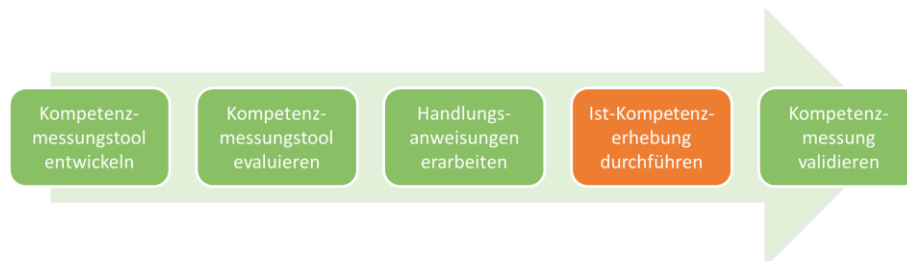 Kompetenz-
messungstool
entwickeln
Kompetenz-
messungstool
evaluieren
Handlungs-
anweisungen
erarbeiten
Ist-Kompetenz-
erhebung
durchführen
Kompetenz-
messung
validieren